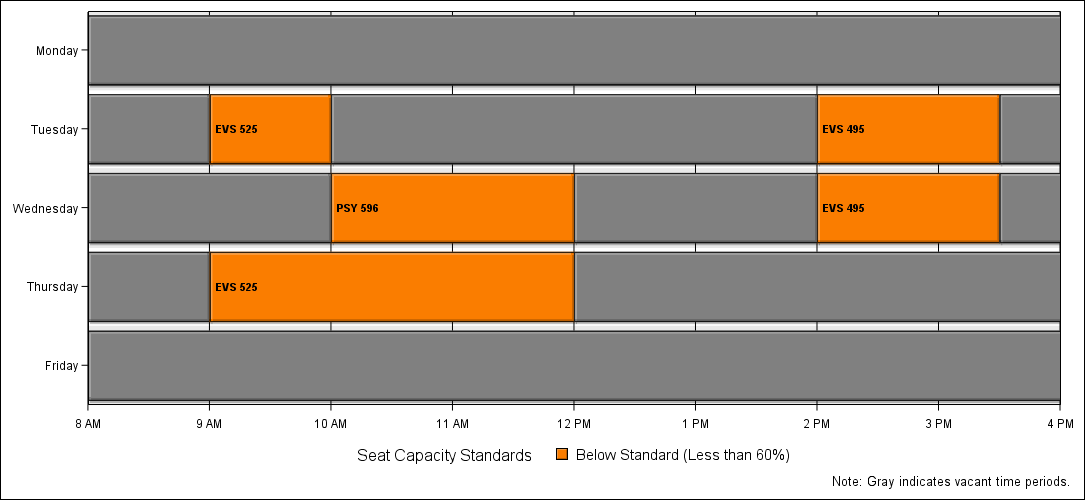 Monday
Tuesday
EVS 525
EVS 495
Wednesday
PSY 596
EVS 495
Thursday
EVS 525
Friday
8 AM 9 AM 10 AM 11 AM 12 PM 1 PM 2 PM 3 PM 4 PM
Seat Capacity Standards Below Standard (Less than 60%)
Note: Gray indicates vacant time periods.